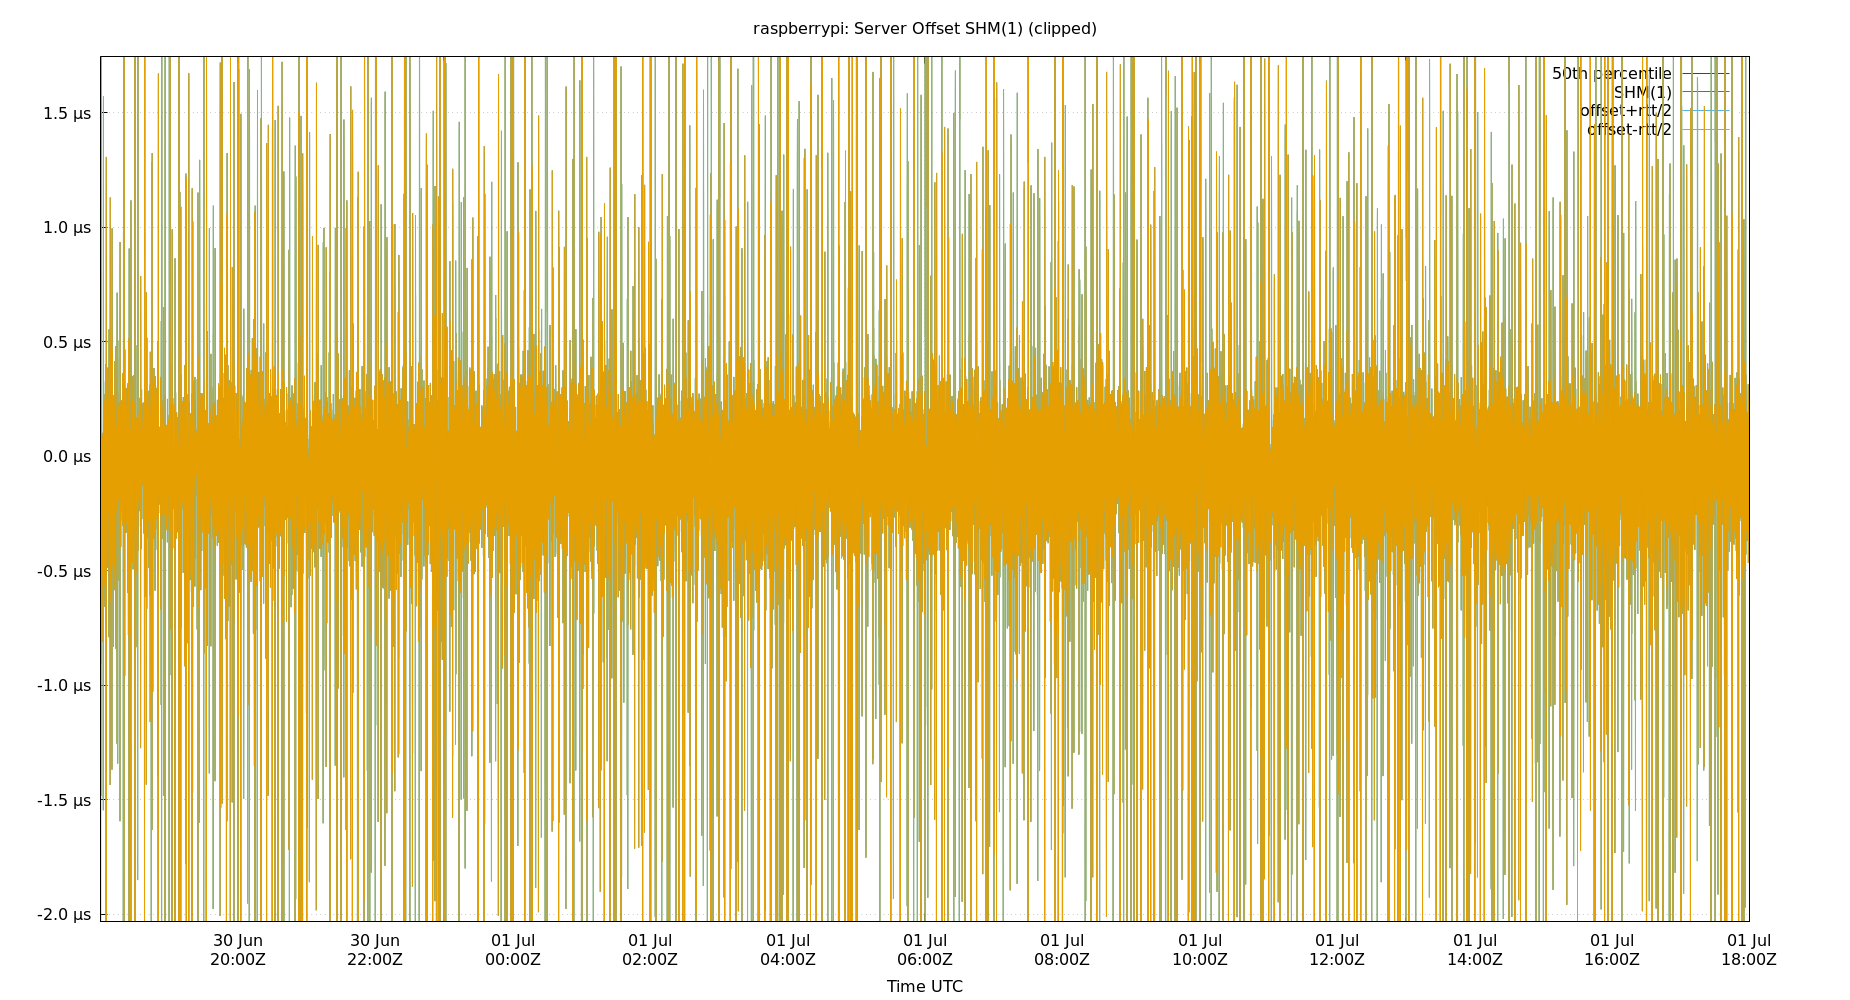 raspberrypi: Server Offset SHM(1) (clipped)
50th percentile
SHM(1)
offset+rtt/2
offset-rtt/2
1.5 µs
1.0 µs
0.5 µs
0.0 µs
-0.5 µs
-1.0 µs
-1.5 µs
-2.0 µs
30 Jun 30 Jun 01 Jul 01 Jul 01 Jul 01 Jul 01 Jul 01 Jul 01 Jul 01 Jul 01 Jul 01 Jul
20:00Z 22:00Z 00:00Z 02:00Z 04:00Z 06:00Z 08:00Z 10:00Z 12:00Z 14:00Z 16:00Z 18:00Z
Time UTC